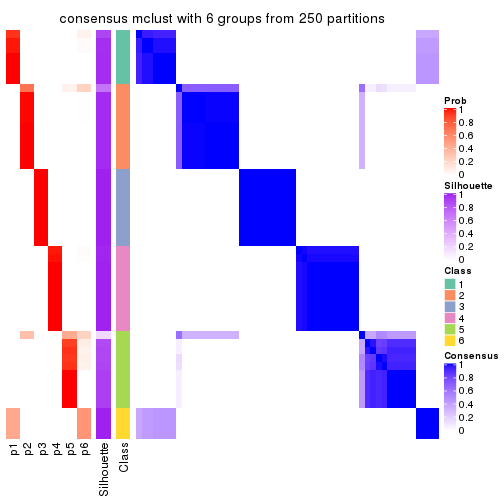 consensus mclust with 6 groups from 250 partitions
Prob
1
0.8
0.6
0.4
0.2
0
Silhouette
1
0.8
0.6
0.4
0.2
0
Class
1
2
3
4
5
6
Consensus
1
0.8
0.6
0.4
0.2
0
p1
p2
p3
p4
p5
p6
Silhouette
Class